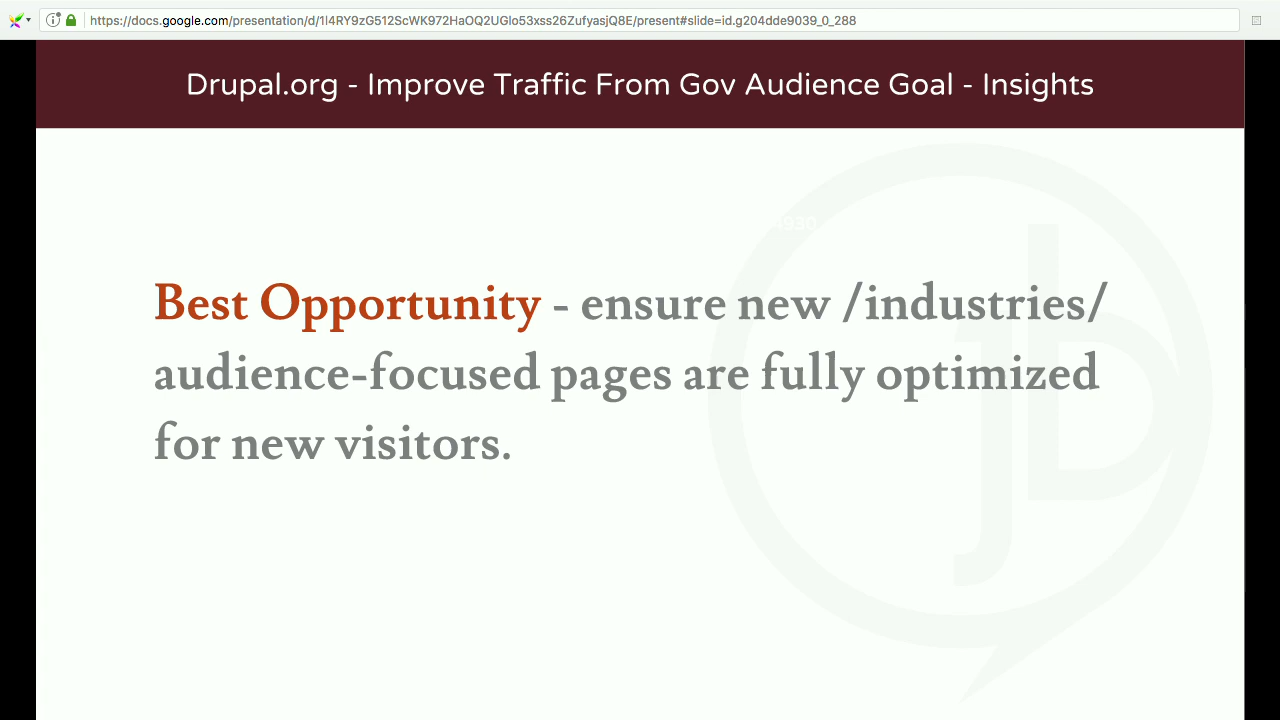 https://docs.google.com/presentation/d/1l4RY9zG512ScWK972HaOQ2UGlo53xss26ZufyasjQ8E/present#slide=id.g204dde9039_0_288
Drupal.org - Improve Traffic From Gov Audience Goal - Insights
Best Opportunity - ensure new /industries/
audience-focused pages are fully optimized
for new visitors.